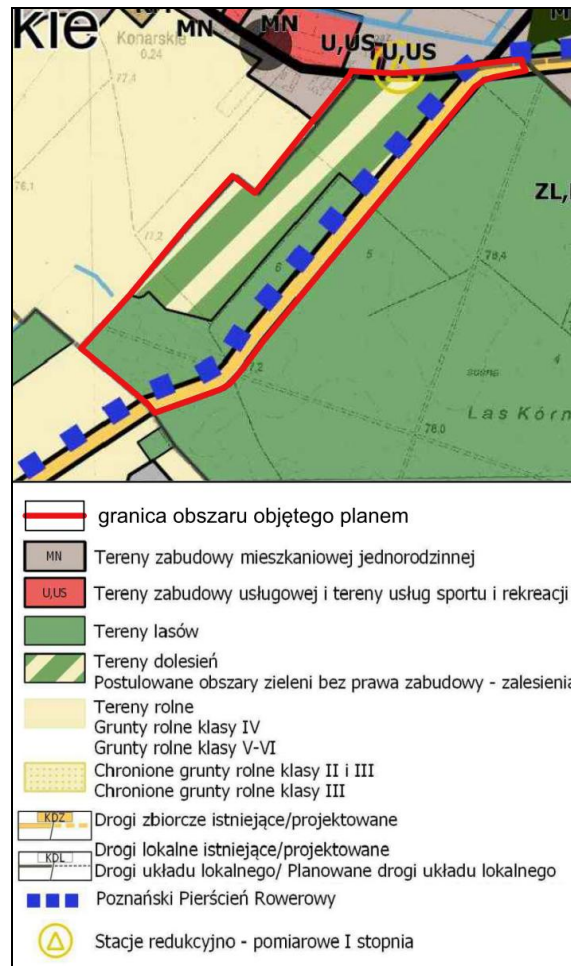 kie
MN
MN
U,US
U,US
Konarskie
0,24
77,4
76,1
77,2
5
6
76,4
ZL,
4
sosna
7,2
76,0
Las Kórn
granica obszaru objętego planem
MN Tereny zabudowy mieszkaniowej jednorodzinnej
U,US Tereny zabudowy usługowej i tereny usług sportu i rekreacji
Tereny lasów
Tereny dolesień
Postulowane obszary zieleni bez prawa zabudowy - zalesienia
Tereny rolne
Grunty rolne klasy IV
Grunty rolne klasy V-VI
Chronione grunty rolne klasy II i III
Chronione grunty rolne klasy III
KDZ Drogi zbiorcze istniejące/projektowane
KDL Drogi lokalne istniejące/projektowane
Drogi układu lokalnego/ Planowane drogi układu lokalnego
Poznański Pierścień Rowerowy
Stacje redukcyjno - pomiarowe I stopnia